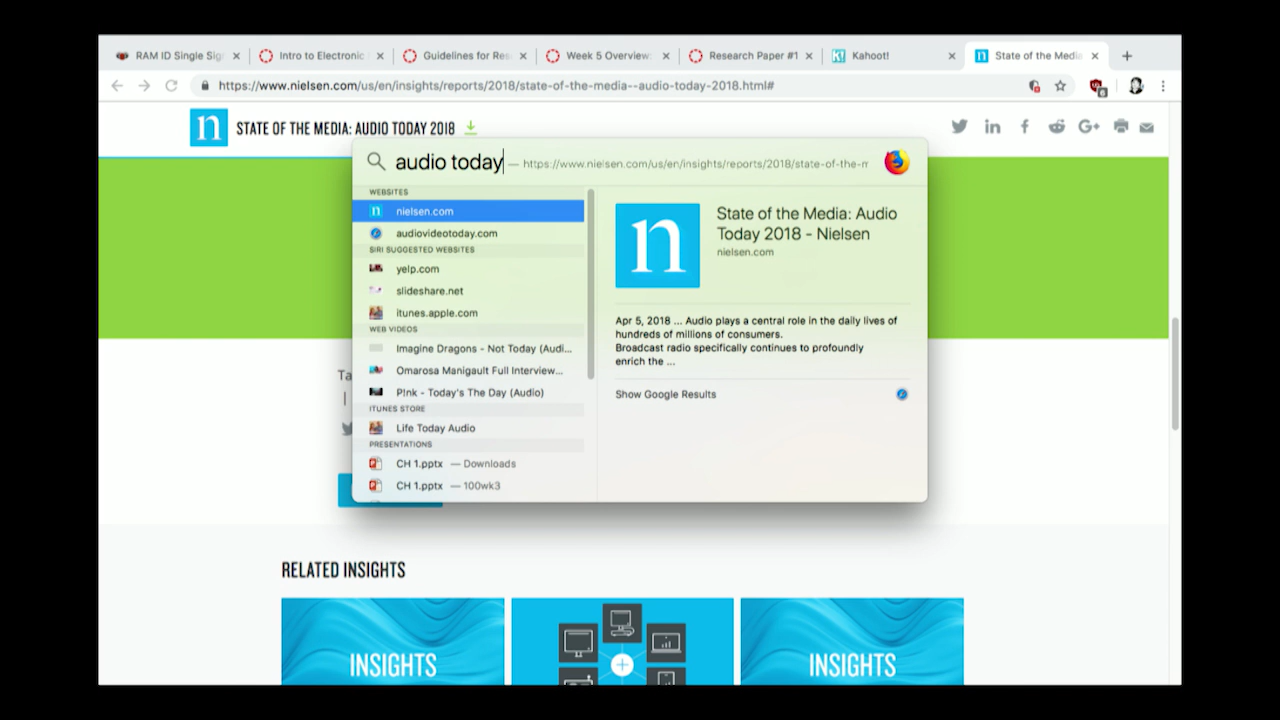 RAM ID Single Sig
Intro to Electronic
Guidelines for Res
Week 5 Overview:
Research Paper #1
Kahoot!
State of the Media
https://www.nielsen.com/us/en/insights/reports/2018/state-of-the-media--audio-today-2018.html#
n STATE OF THE MEDIA: AUDIO TODAY 2018
audio today — https://www.nielsen.com/us/en/insights/reports/2018/state-of-the-m
WEBSITES
nielsen.com
audiovideotoday.com
SIRI SUGGESTED WEBSITES
yelp.com
slideshare.net
itunes.apple.com
WEB VIDEOS
Imagine Dragons - Not Today (Audi...
Omarosa Manigault Full Interview...
P!nk - Today's The Day (Audio)
ITUNES STORE
Life Today Audio
PRESENTATIONS
CH 1.pptx — Downloads
CH 1.pptx — 100wk3
n
State of the Media: Audio
Today 2018 - Nielsen
nielsen.com
Apr 5, 2018 ... Audio plays a central role in the daily lives of
hundreds of millions of consumers.
Broadcast radio specifically continues to profoundly
enrich the ...
Show Google Results
Ta
|
RELATED INSIGHTS
INSIGHTS
INSIGHTS